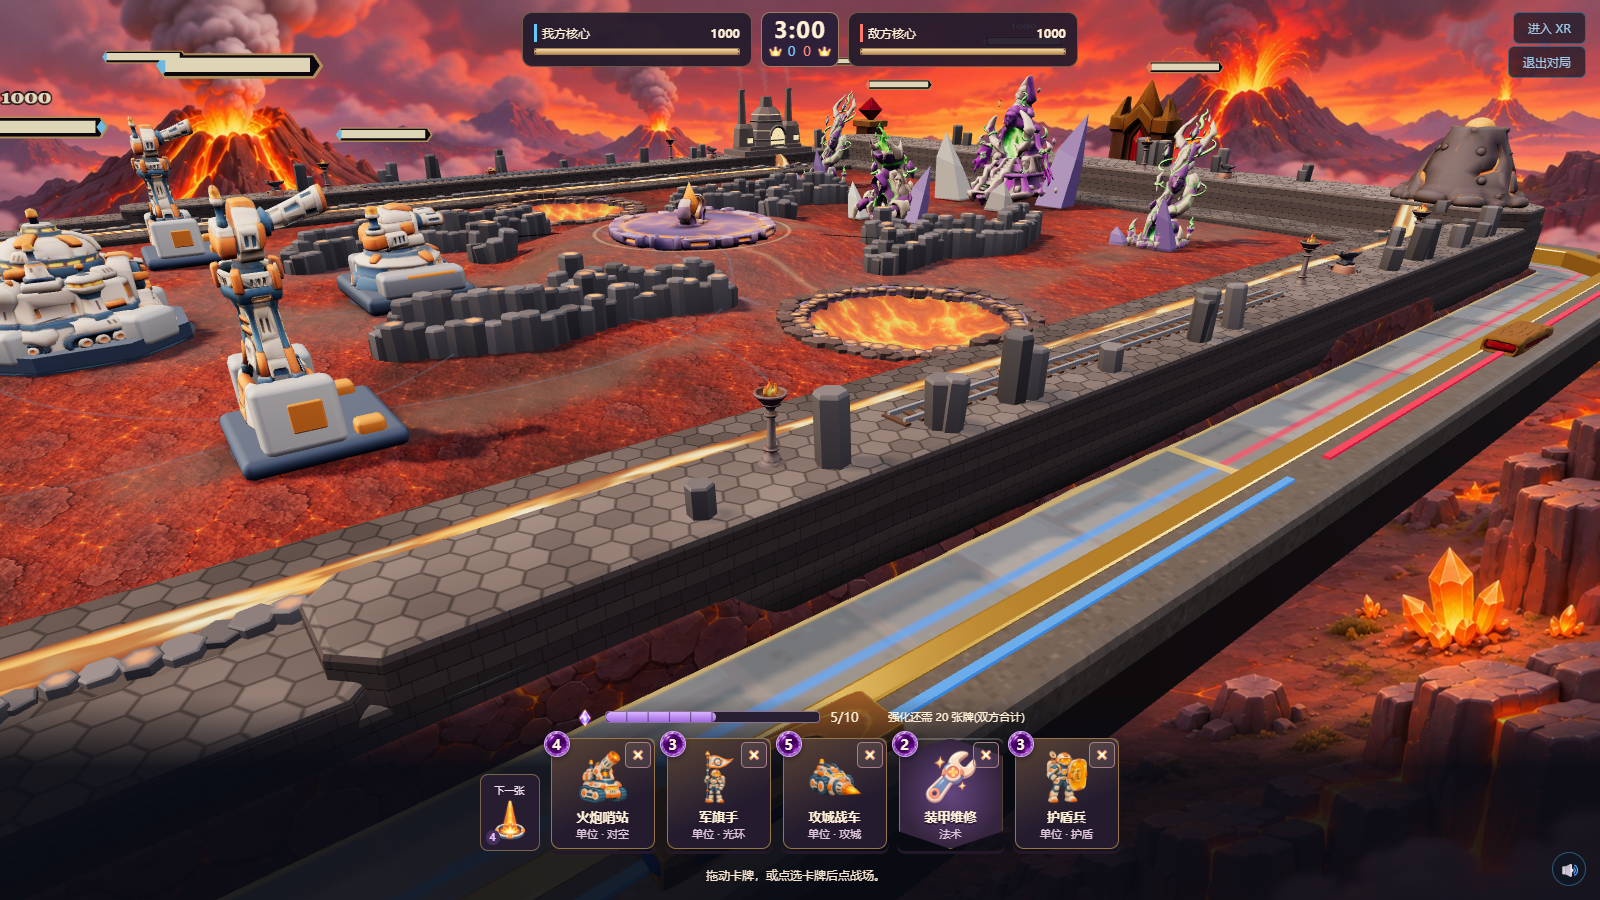 我方核心 1000
3:00
0 0
敌方核心 1000
进入 XR
退出对局
1000
5/10
强化还需 20 张牌(双方合计)
下一张
4
4
火炮哨站
单位 · 对空
3
军旗手
单位 · 光环
5
攻城战车
单位 · 攻城
2
装甲维修
法术
3
护盾兵
单位 · 护盾
拖动卡牌，或点选卡牌后点战场。